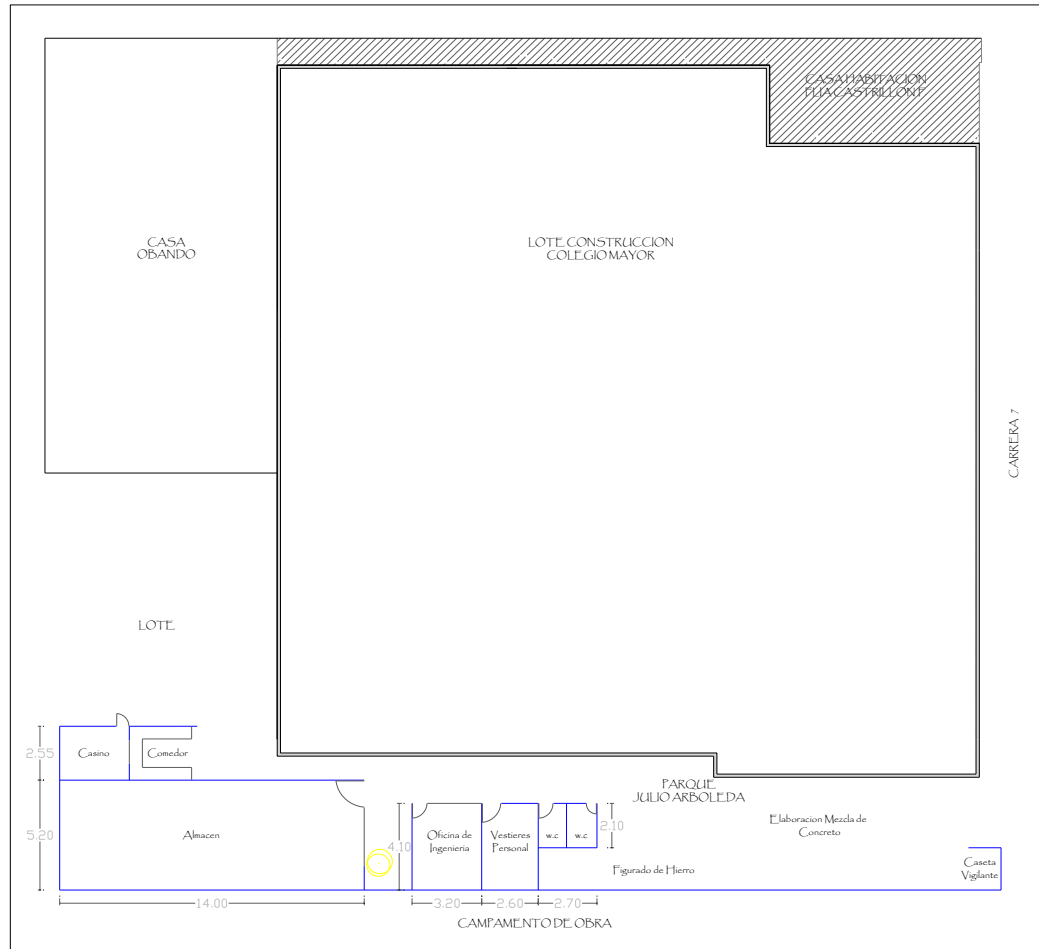 CASA HABITACION
FLIA CASTRILLON F
CASA
OBANDO
LOTE CONSTRUCCION
COLEGIO MAYOR
CARRERA 7
LOTE
2.55
Casino
Comedor
5.20
Almacen
4.10
Oficina de
Ingenieria
Vestieres
Personal
w.c
w.c
2.10
PARQUE
JULIO ARBOLEDA
Elaboracion Mezcla de
Concreto
Figurado de Hierro
Caseta
Vigilante
14.00
3.20
2.60
2.70
CAMPAMENTO DE OBRA